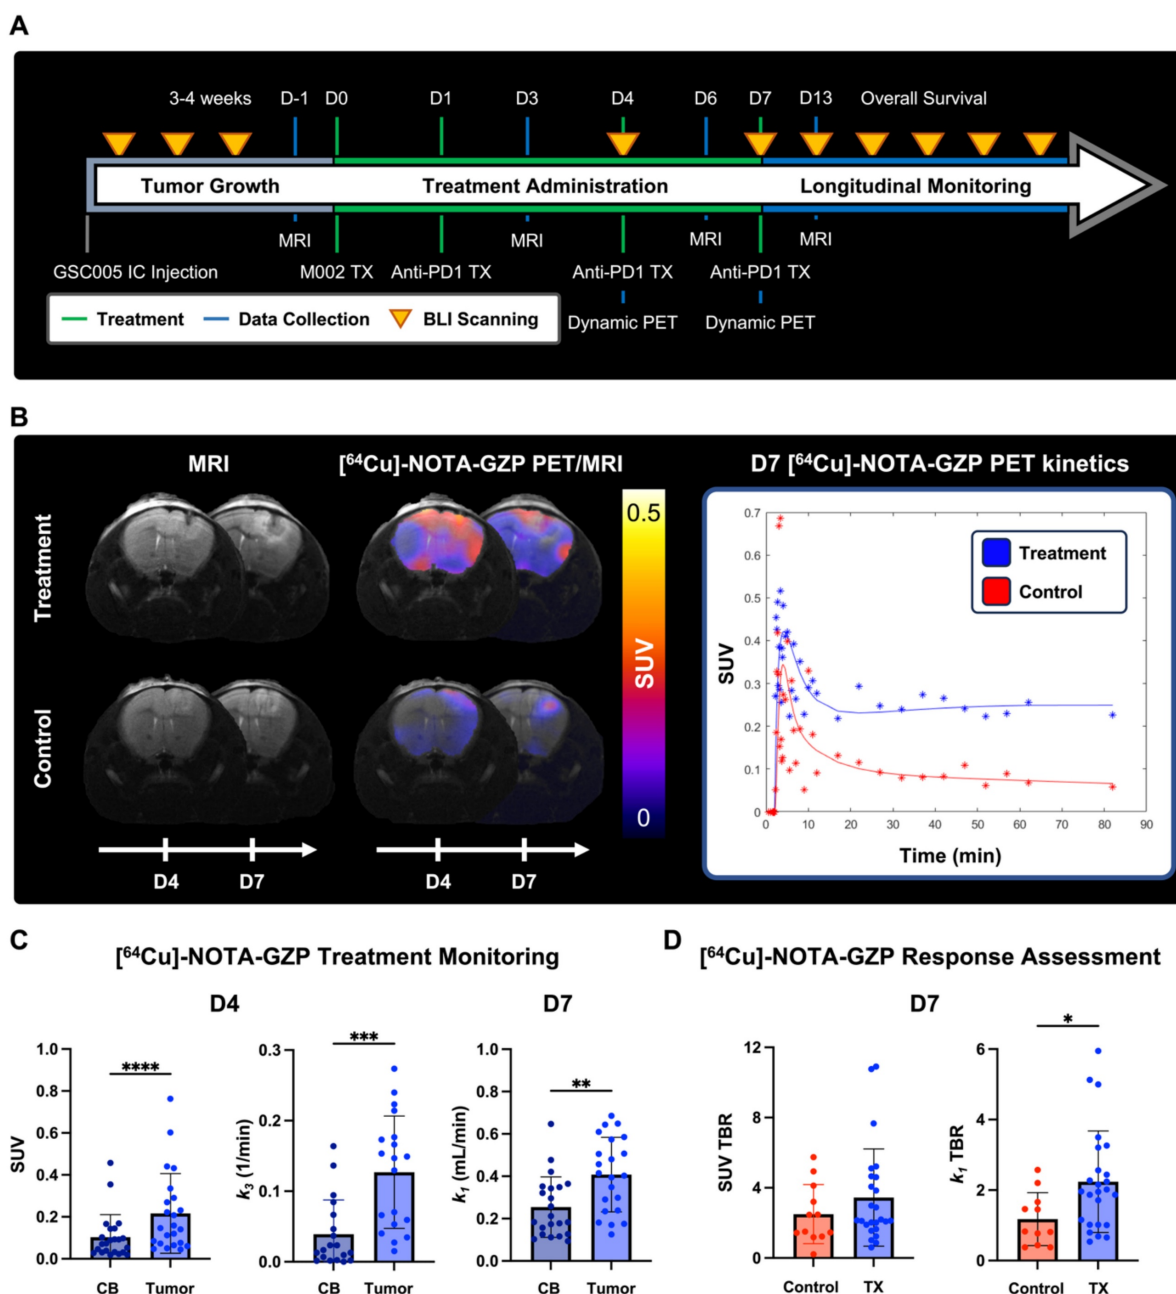 A
3-4 weeks D-1 D0 D1 D3 D4 D6 D7 D13 Overall Survival
Tumor Growth Treatment Administration Longitudinal Monitoring
MRI MRI MRI MRI
GSC005 IC Injection M002 TX Anti-PD1 TX Anti-PD1 TX Anti-PD1 TX
Treatment Data Collection BLI Scanning
Dynamic PET Dynamic PET
B
MRI [⁶⁴Cu]-NOTA-GZP PET/MRI D7 [⁶⁴Cu]-NOTA-GZP PET kinetics
Treatment
Control
0.5
SUV
0
D4 D7 D4 D7
0.7
0.6
0.5
0.4
0.3
0.2
0.1
0
SUV
Treatment
Control
0 10 20 30 40 50 60 70 80 90
Time (min)
C
[⁶⁴Cu]-NOTA-GZP Treatment Monitoring
D4 D7
SUV
1.0
0.8
0.6
0.4
0.2
0.0
****
CB Tumor
k₃ (1/min)
0.3
0.2
0.1
0.0
***
CB Tumor
k₁ (mL/min)
1.0
0.8
0.6
0.4
0.2
0.0
**
CB Tumor
D
[⁶⁴Cu]-NOTA-GZP Response Assessment
D7
SUV TBR
12
8
4
0
Control TX
k₁ TBR
6
4
2
0
*
Control TX